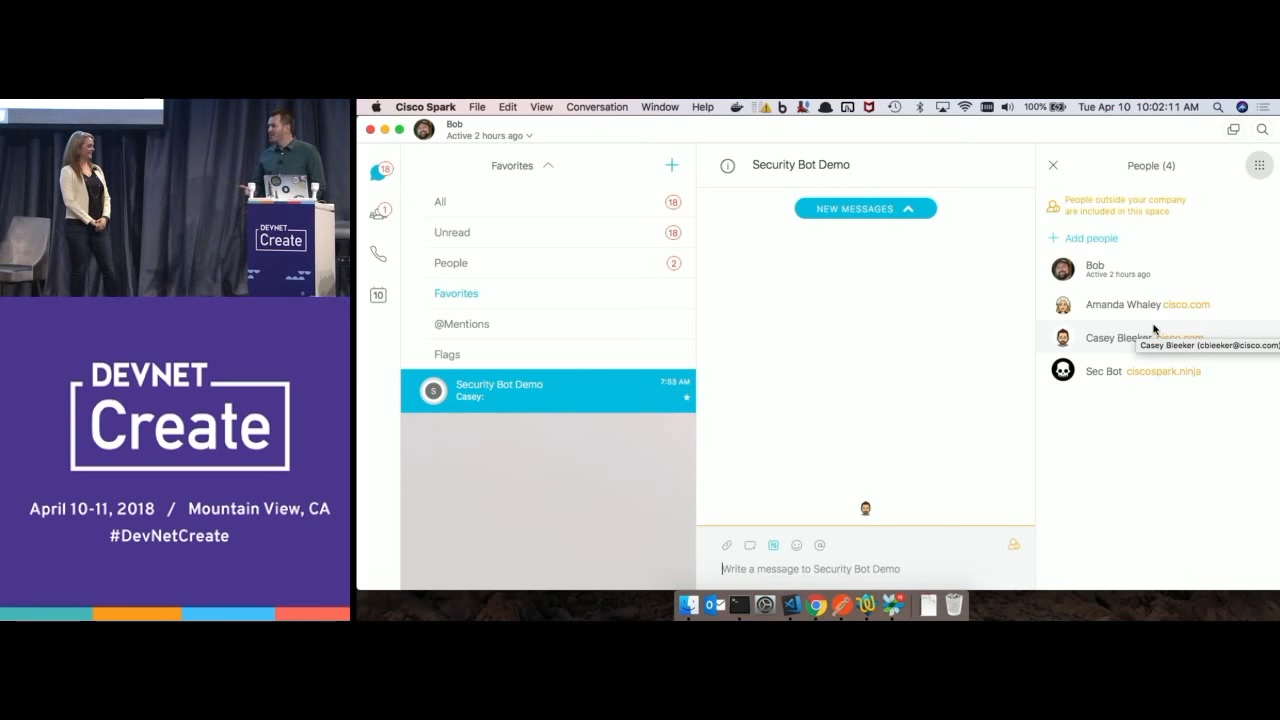 DEVNET
Create
DEVNET
Create
April 10-11, 2018 / Mountain View, CA
#DevNetCreate
Cisco Spark File Edit View Conversation Window Help
100% Tue Apr 10 10:02:11 AM
Bob
Active 2 hours ago
18
1
10
Favorites
All 18
Unread 18
People 2
Favorites
@Mentions
Flags
S
Security Bot Demo 7:53 AM
Casey:
Security Bot Demo
NEW MESSAGES
Write a message to Security Bot Demo
People (4)
People outside your company
are included in this space
Add people
Bob
Active 2 hours ago
Amanda Whaley cisco.com
Casey Bleeker cisco.com
Casey Bleeker (cbleeker@cisco.com)
Sec Bot ciscospark.ninja